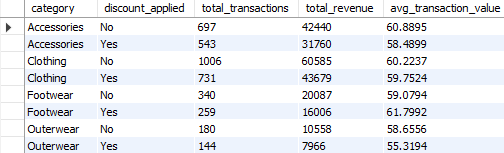 category discount_applied total_transactions total_revenue avg_transaction_value
Accessories No 697 42440 60.8895
Accessories Yes 543 31760 58.4899
Clothing No 1006 60585 60.2237
Clothing Yes 731 43679 59.7524
Footwear No 340 20087 59.0794
Footwear Yes 259 16006 61.7992
Outerwear No 180 10558 58.6556
Outerwear Yes 144 7966 55.3194